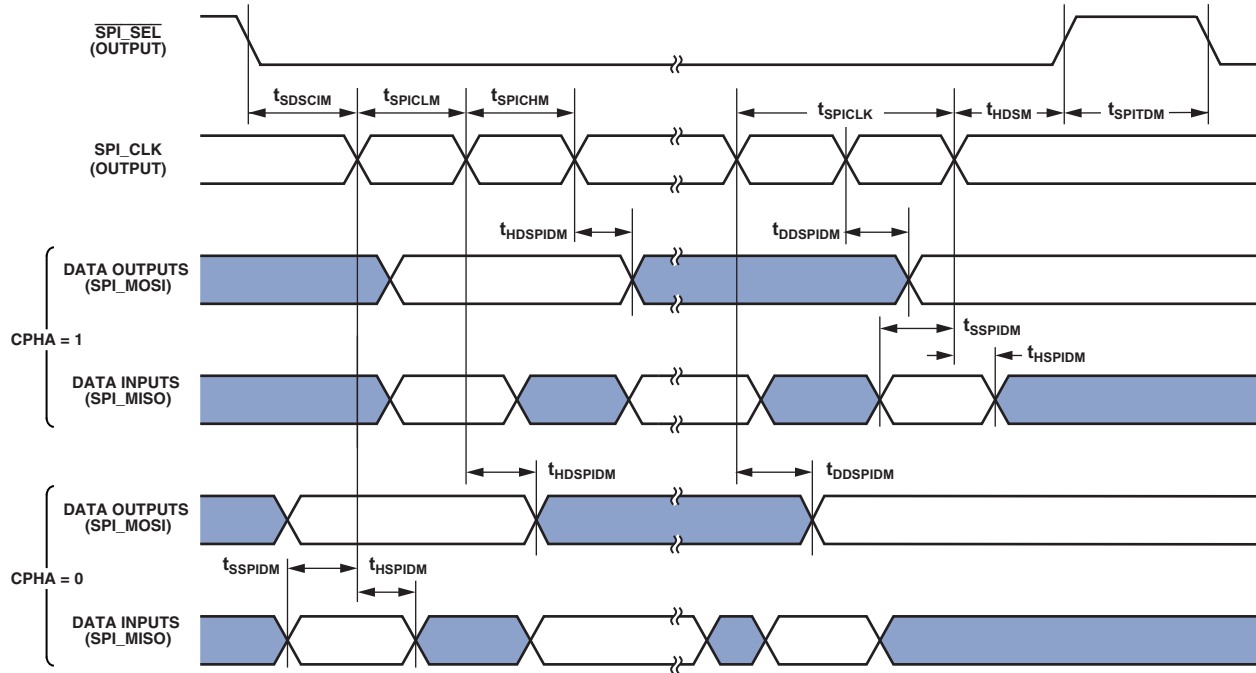 SPI_SEL
(OUTPUT)
tSDSCIM
tSPICLM
tSPICHM
tSPICLK
tHDSM
tSPITDM
SPI_CLK
(OUTPUT)
tHDSPIDM
tDDSPIDM
DATA OUTPUTS
(SPI_MOSI)
CPHA = 1
tSSPIDM
tHSPIDM
DATA INPUTS
(SPI_MISO)
tHDSPIDM
tDDSPIDM
DATA OUTPUTS
(SPI_MOSI)
CPHA = 0
tSSPIDM
tHSPIDM
DATA INPUTS
(SPI_MISO)